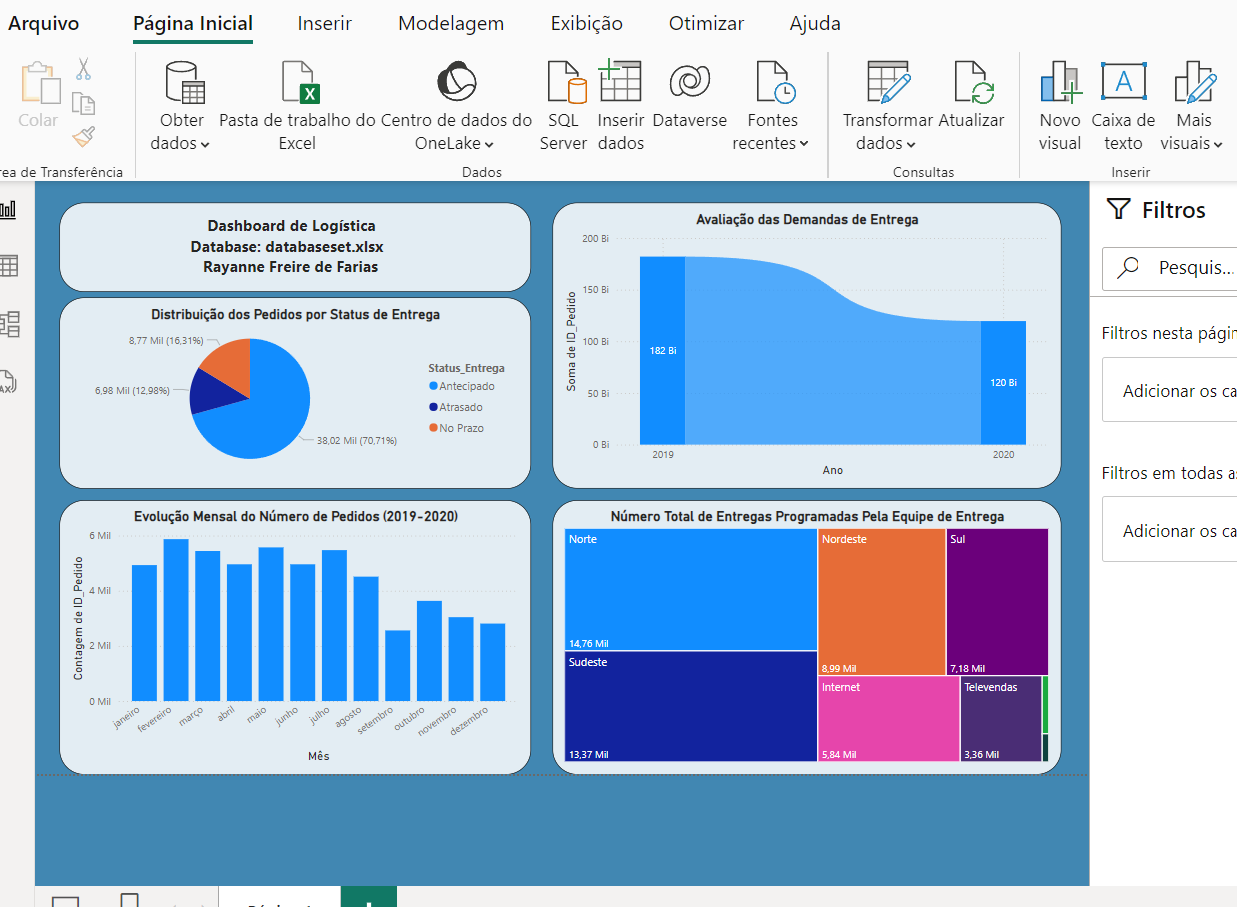 Arquivo
Página Inicial
Inserir
Modelagem
Exibição
Otimizar
Ajuda
Colar
Obter
dados
Pasta de trabalho do
Excel
Centro de dados do
OneLake
SQL
Server
Inserir
dados
Dataverse
Fontes
recentes
Transformar
dados
Atualizar
Novo
visual
Caixa de
texto
Mais
visuais
rea de Transferência
Dados
Consultas
Inserir
Dashboard de Logística
Database: databaseset.xlsx
Rayanne Freire de Farias
Distribuição dos Pedidos por Status de Entrega
8,77 Mil (16,31%)
6,98 Mil (12,98%)
38,02 Mil (70,71%)
Status_Entrega
Antecipado
Atrasado
No Prazo
Avaliação das Demandas de Entrega
Soma de ID_Pedido
200 Bi
150 Bi
100 Bi
50 Bi
0 Bi
182 Bi
120 Bi
2019
2020
Ano
Evolução Mensal do Número de Pedidos (2019-2020)
Contagem de ID_Pedido
6 Mil
4 Mil
2 Mil
0 Mil
janeiro
fevereiro
março
abril
maio
junho
julho
agosto
setembro
outubro
novembro
dezembro
Mês
Número Total de Entregas Programadas Pela Equipe de Entrega
Norte
14,76 Mil
Sudeste
13,37 Mil
Nordeste
8,99 Mil
Sul
7,18 Mil
Internet
5,84 Mil
Televendas
3,36 Mil
Filtros
Pesquis...
Filtros nesta págin
Adicionar os ca
Filtros em todas as
Adicionar os ca